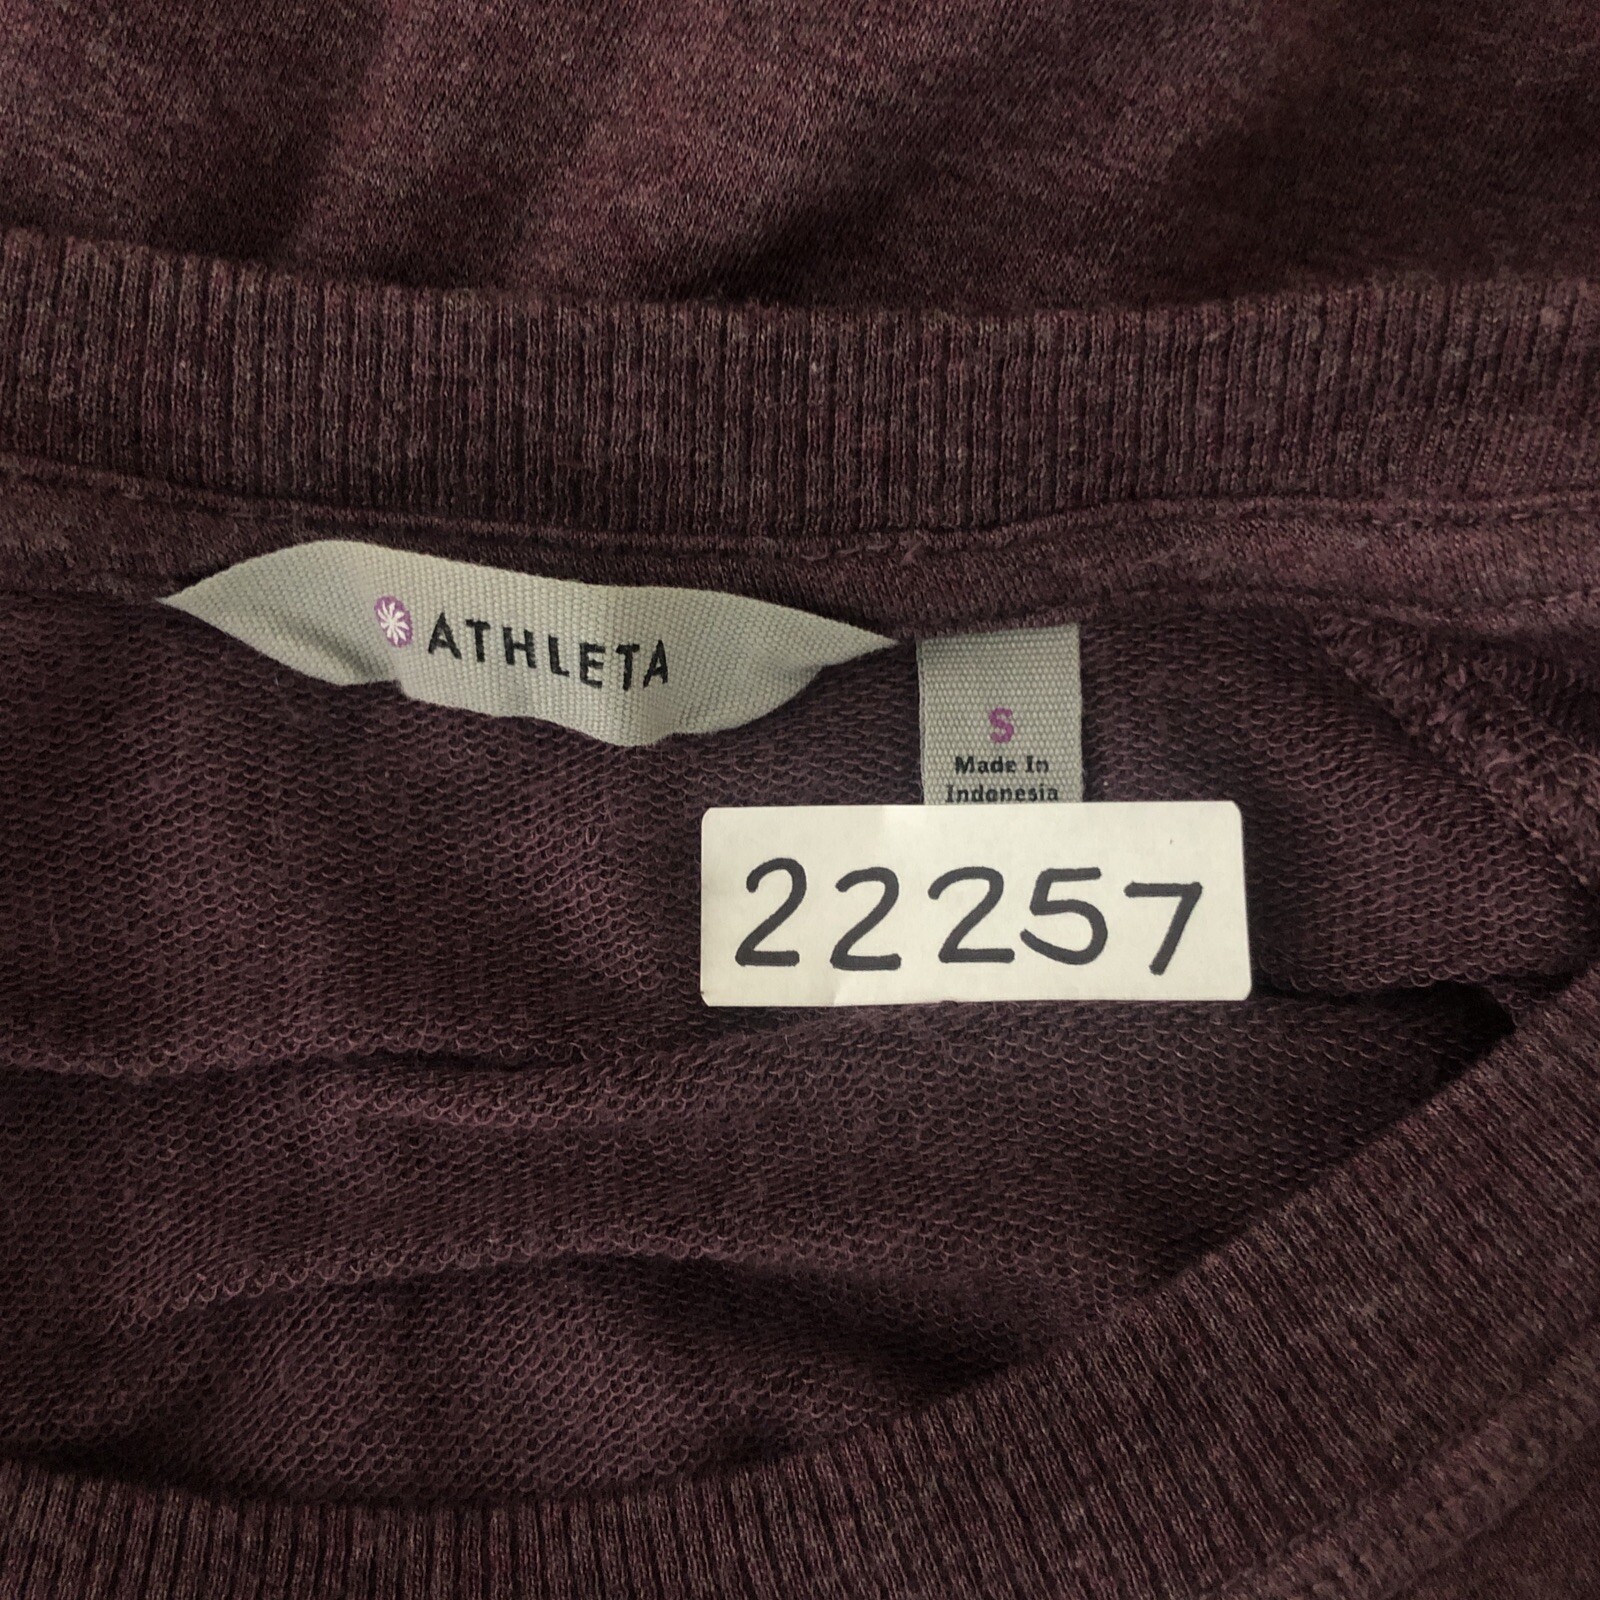 ATHLETA
S
Made In
Indonesia
22257